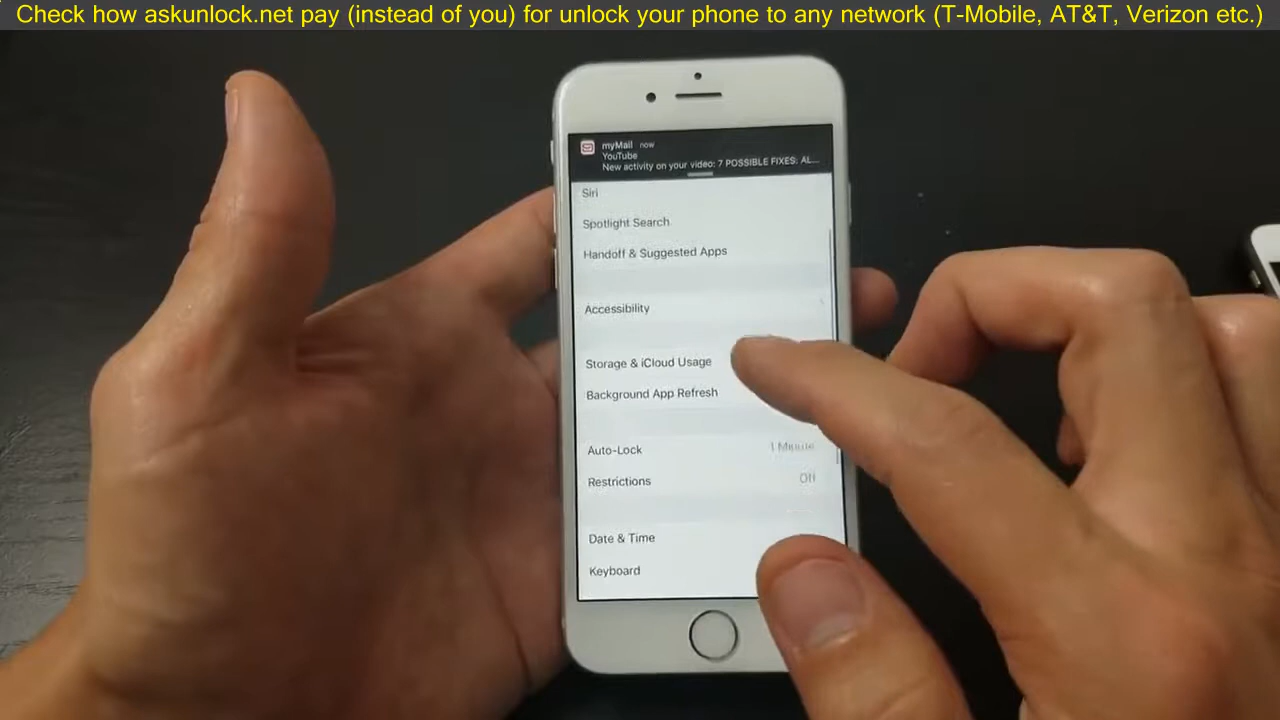 Check how askunlock.net pay (instead of you) for unlock your phone to any network (T-Mobile, AT&T, Verizon etc.)
myMail now
YouTube
New activity on your video: 7 POSSIBLE FIXES: AL...
Siri
Spotlight Search
Handoff & Suggested Apps
Accessibility
Storage & iCloud Usage
Background App Refresh
Auto-Lock 1 Minute
Restrictions Off
Date & Time
Keyboard